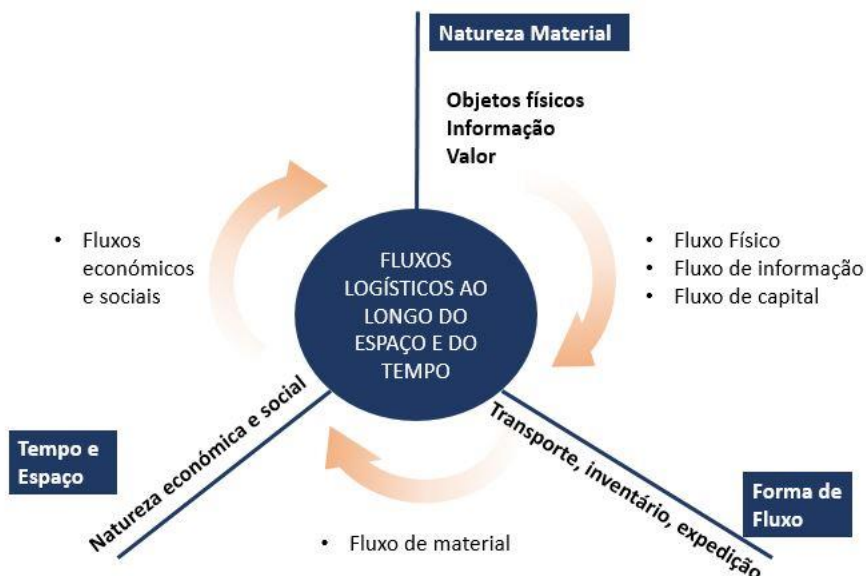 Natureza Material
Objetos físicos
Informação
Valor
• Fluxos
económicos
e sociais
• Fluxo Físico
• Fluxo de informação
• Fluxo de capital
FLUXOS
LOGÍSTICOS AO
LONGO DO
ESPAÇO E DO
TEMPO
Tempo e
Espaço
Natureza económica e social
Transporte, inventário, expedição
Forma de
Fluxo
• Fluxo de material